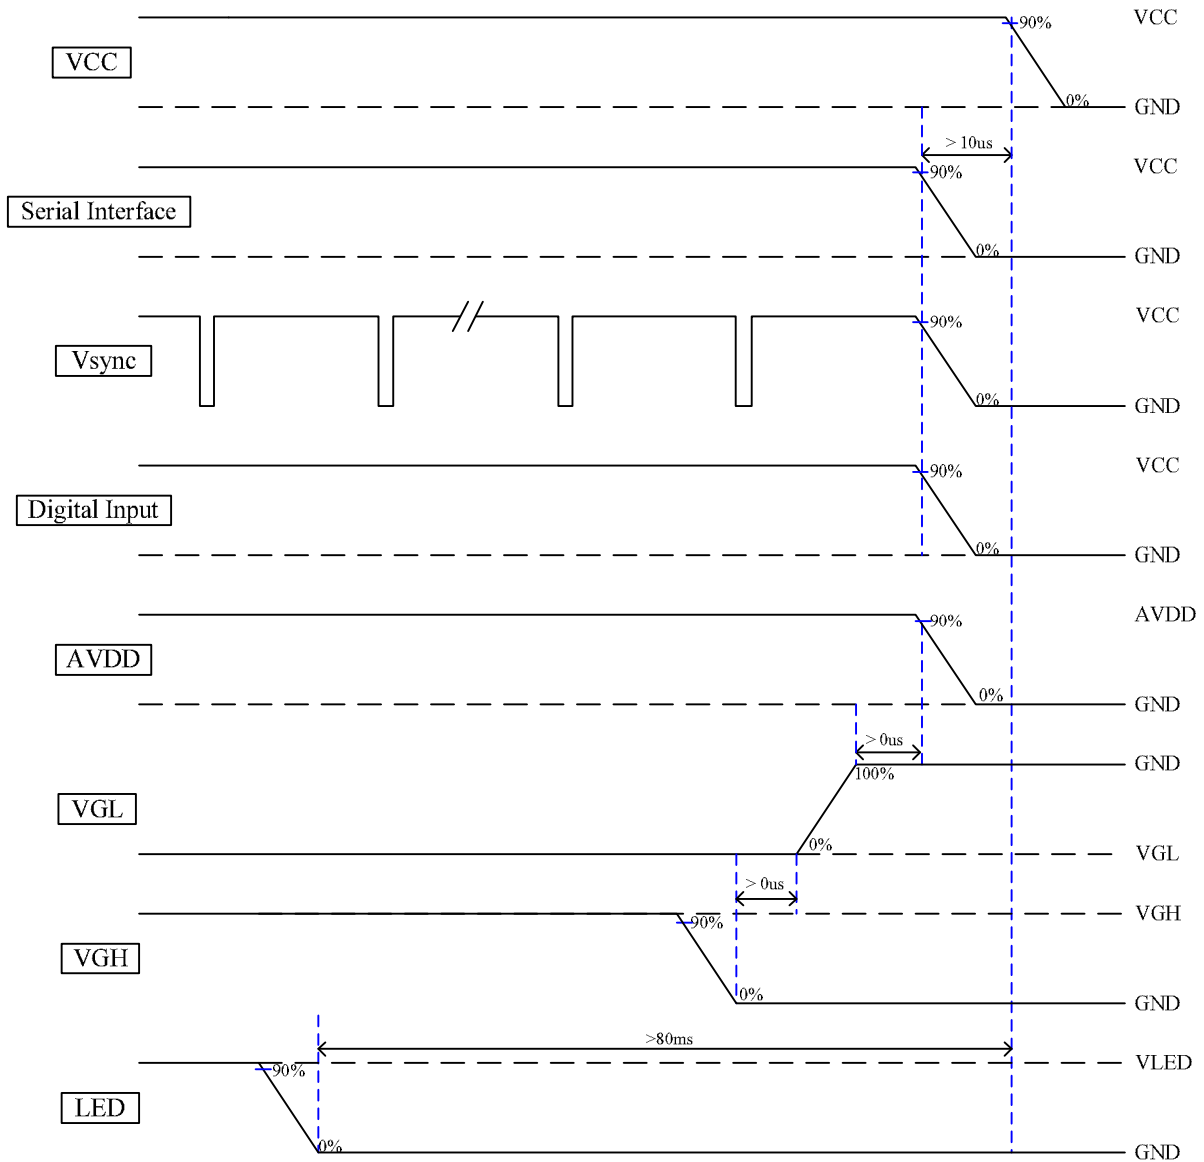 VCC
90%
VCC
0%
GND
> 10us
Serial Interface
90%
VCC
0%
GND
Vsync
90%
VCC
0%
GND
Digital Input
90%
VCC
0%
GND
AVDD
90%
AVDD
0%
GND
> 0us
VGL
100%
GND
0%
VGL
> 0us
VGH
90%
VGH
0%
GND
>80ms
LED
90%
VLED
0%
GND